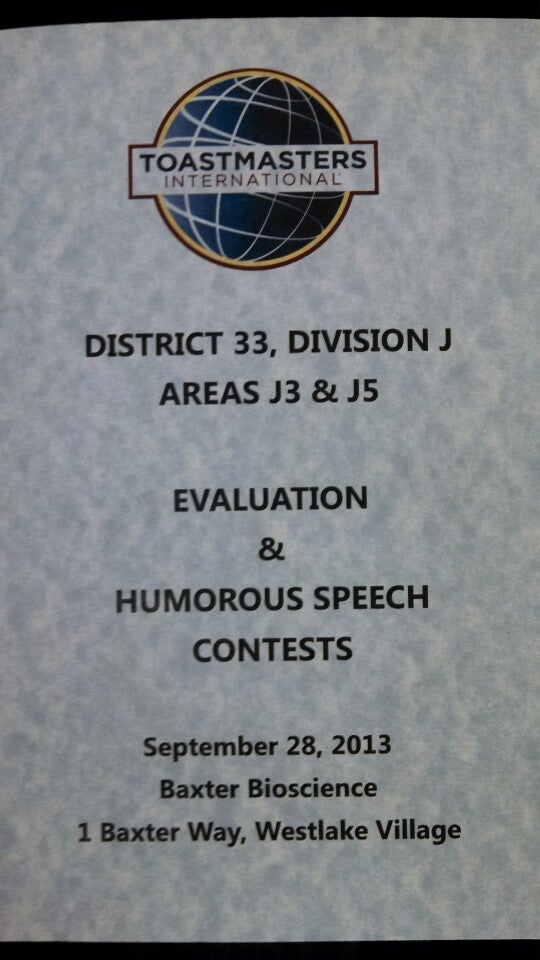 TOASTMASTERS
INTERNATIONAL
DISTRICT 33, DIVISION J
AREAS J3 & J5
EVALUATION
&
HUMOROUS SPEECH
CONTESTS
September 28, 2013
Baxter Bioscience
1 Baxter Way, Westlake Village